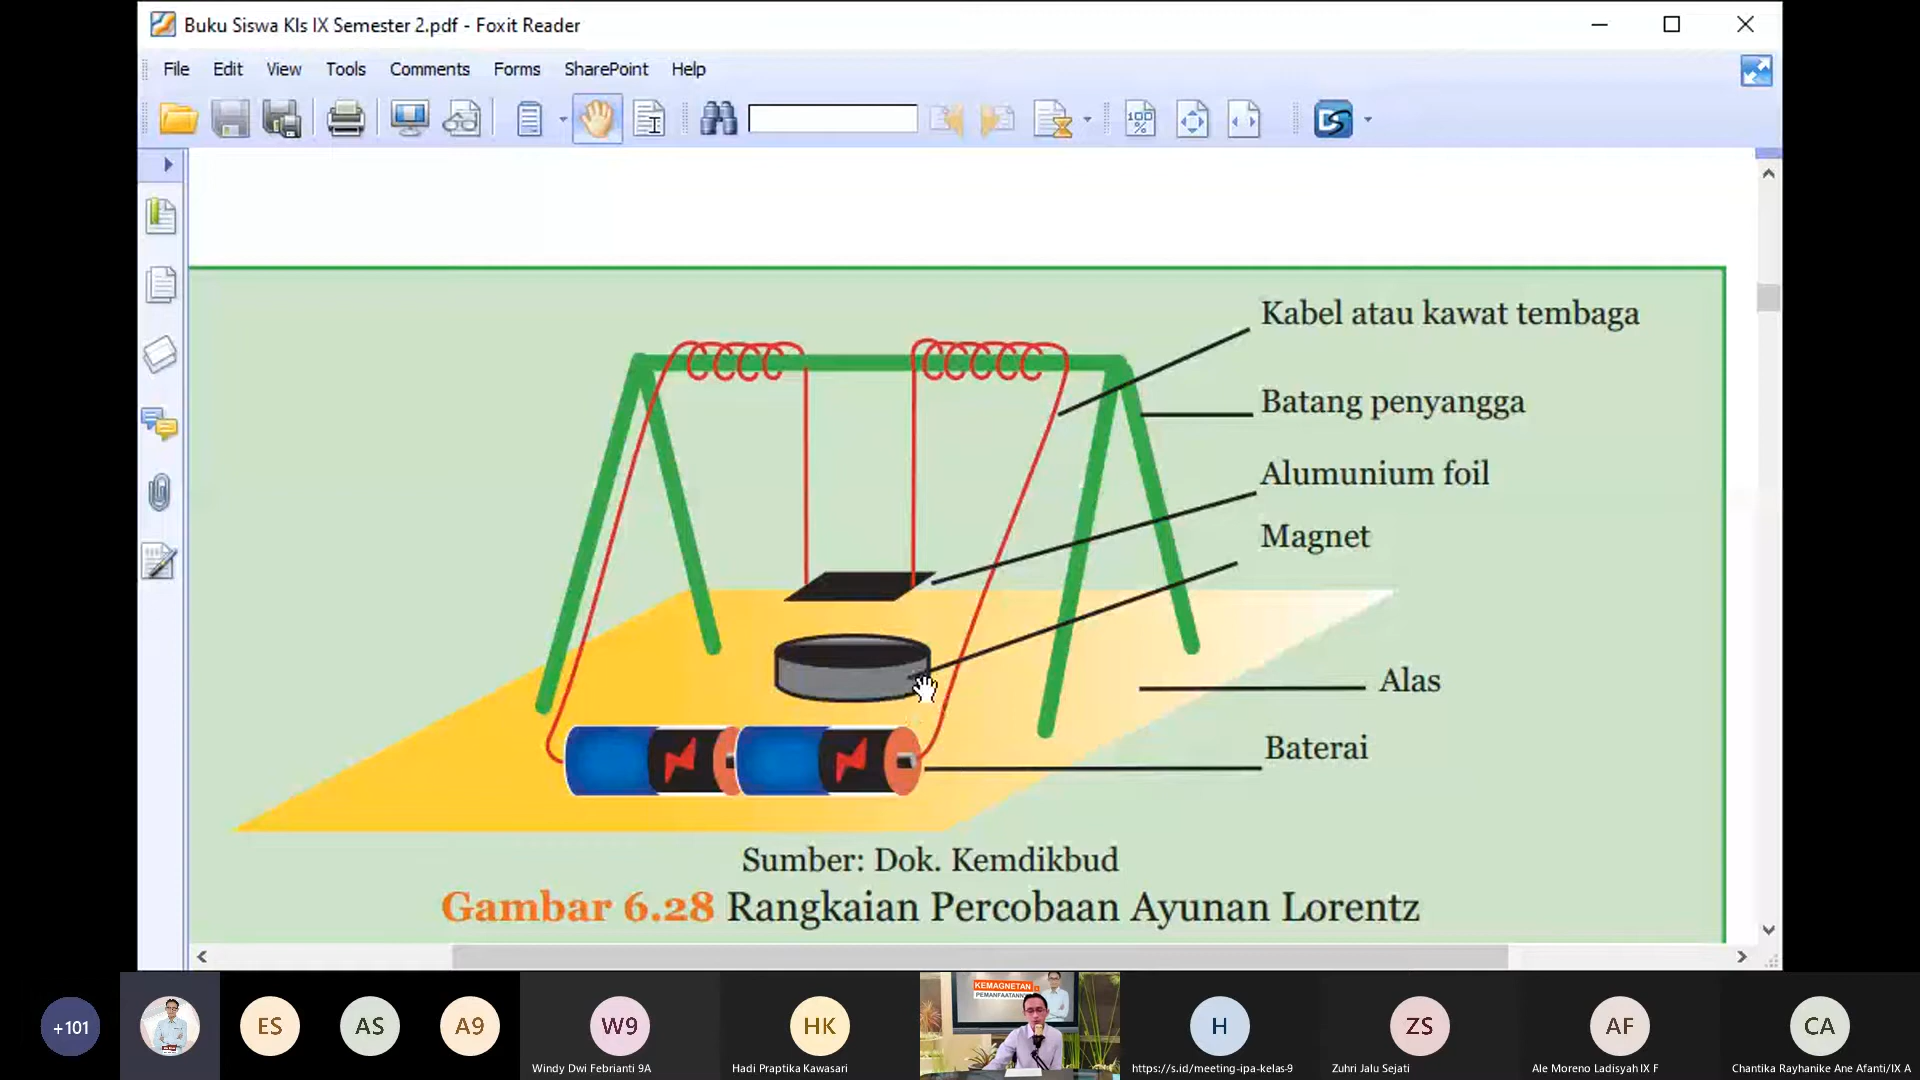 Buku Siswa Kls IX Semester 2.pdf - Foxit Reader
File Edit View Tools Comments Forms SharePoint Help
100
%
Kabel atau kawat tembaga
Batang penyangga
Alumunium foil
Magnet
Alas
Baterai
Sumber: Dok. Kemdikbud
Gambar 6.28 Rangkaian Percobaan Ayunan Lorentz
+101
ES
AS
A9
W9
Windy Dwi Febrianti 9A
HK
Hadi Praptika Kawasari
KEMAGNETAN
PEMANFAATANN
H
https://s.id/meeting-ipa-kelas-9
ZS
Zuhri Jalu Sejati
AF
Ale Moreno Ladisyah IX F
CA
Chantika Rayhanike Ane Afanti/IX A